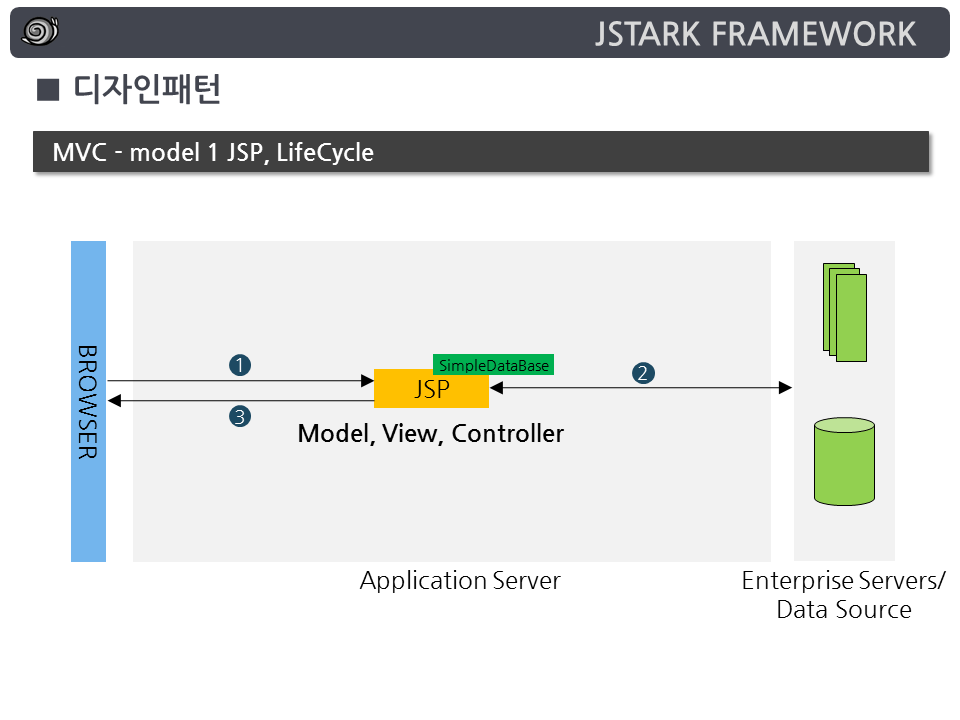 JSTARK FRAMEWORK
■ 디자인패턴
MVC - model 1 JSP, LifeCycle
BROWSER
1
SimpleDataBase
JSP
2
3
Model, View, Controller
Application Server
Enterprise Servers/
Data Source